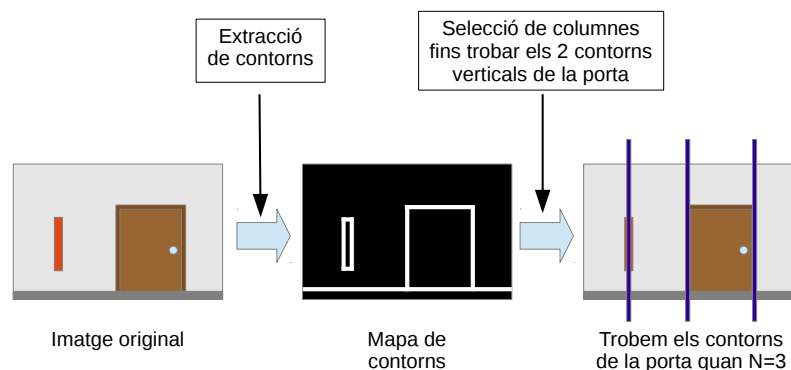 Extracció
de contorns
Selecció de columnes
fins trobar els 2 contorns
verticals de la porta
Imatge original
Mapa de
contorns
Trobem els contorns
de la porta quan N=3